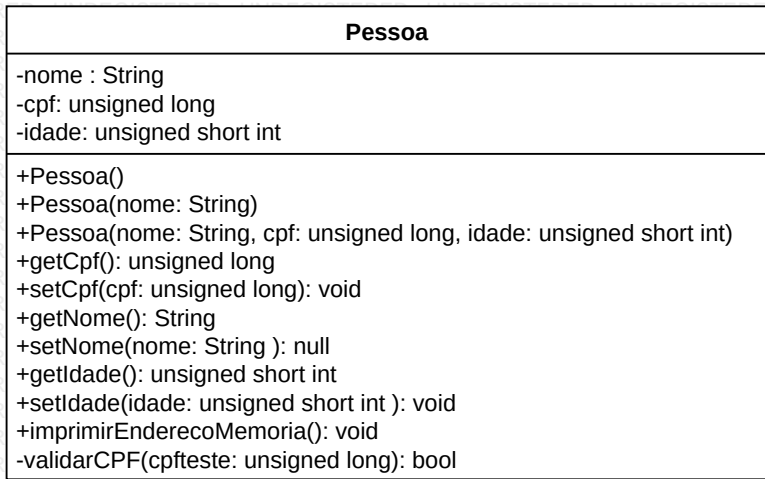 Pessoa
-nome : String
-cpf: unsigned long
-idade: unsigned short int
+Pessoa()
+Pessoa(nome: String)
+Pessoa(nome: String, cpf: unsigned long, idade: unsigned short int)
+getCpf(): unsigned long
+setCpf(cpf: unsigned long): void
+getNome(): String
+setNome(nome: String ): null
+getIdade(): unsigned short int
+setIdade(idade: unsigned short int ): void
+imprimirEnderecoMemoria(): void
-validarCPF(cpfteste: unsigned long): bool